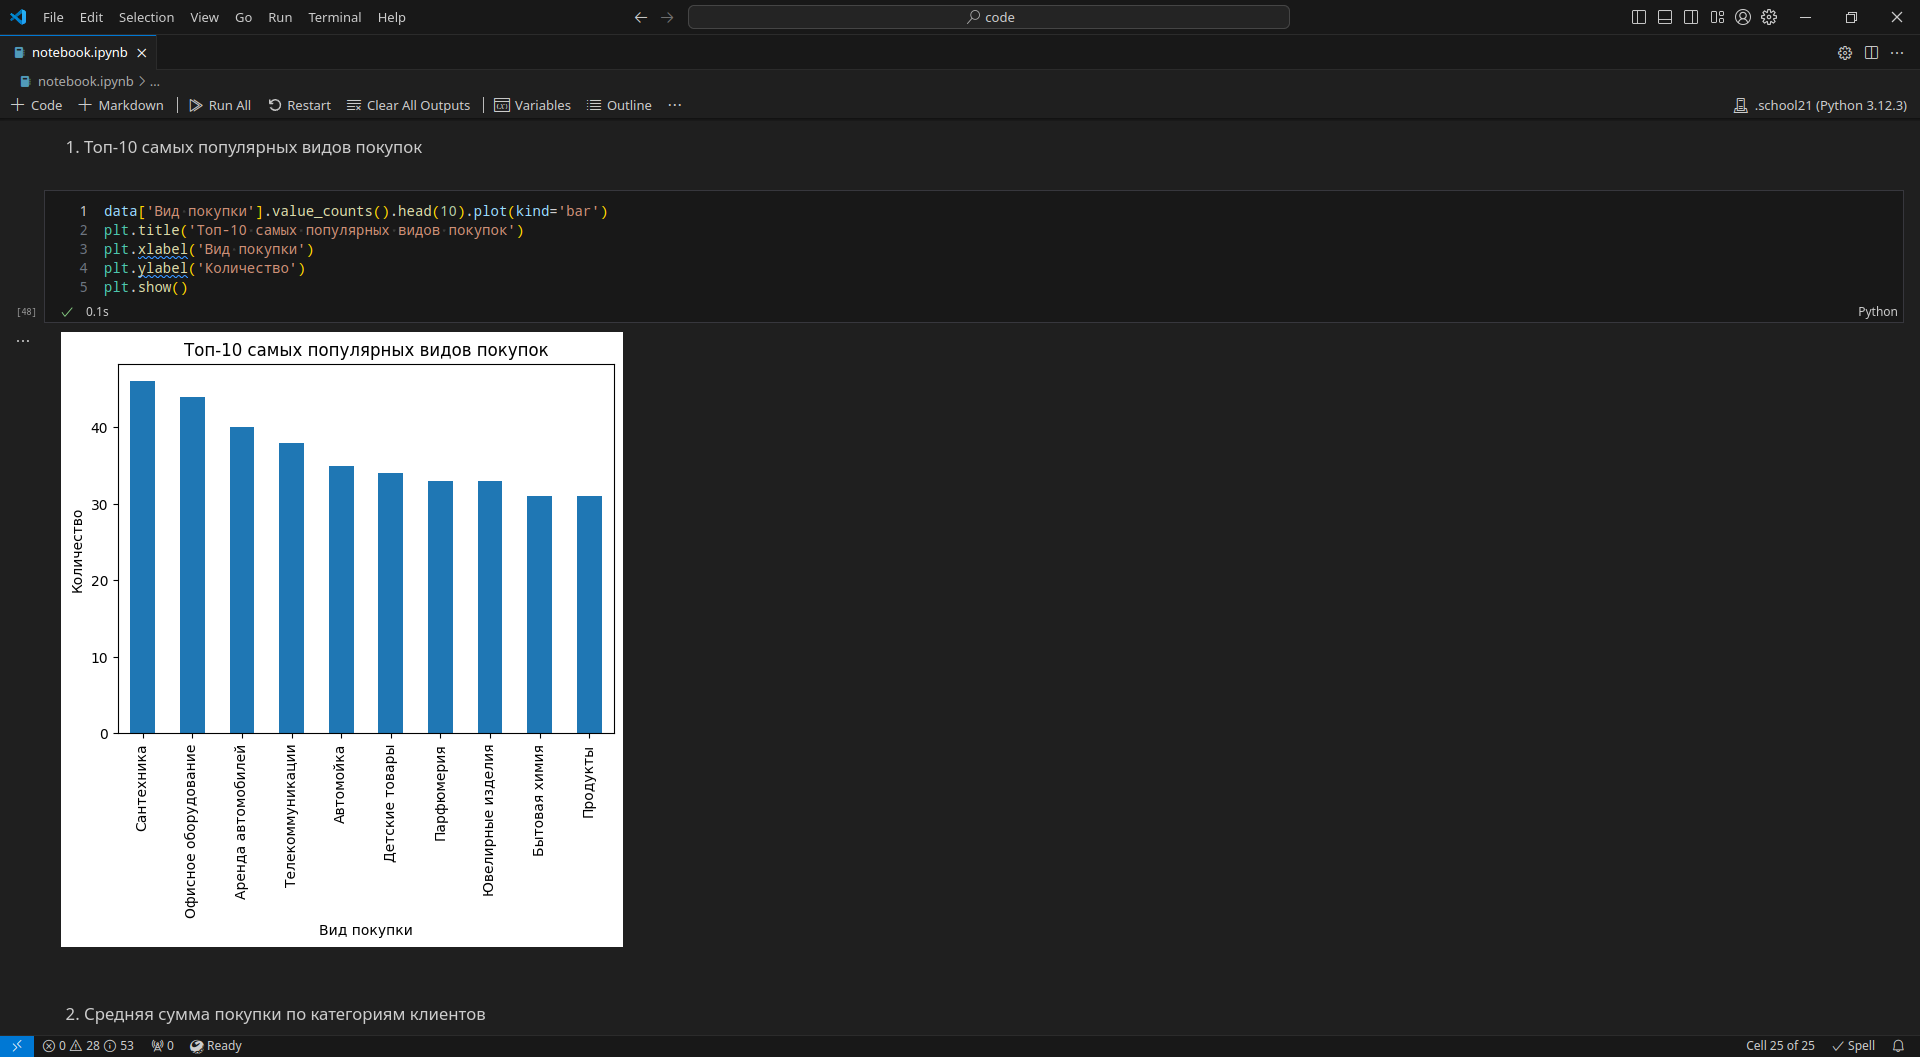 File Edit Selection View Go Run Terminal Help
code
notebook.ipynb
notebook.ipynb > ...
Code Markdown Run All Restart Clear All Outputs Variables Outline ...
.school21 (Python 3.12.3)
1. Топ-10 самых популярных видов покупок
1 data['Вид покупки'].value_counts().head(10).plot(kind='bar')
2 plt.title('Топ-10 самых популярных видов покупок')
3 plt.xlabel('Вид покупки')
4 plt.ylabel('Количество')
5 plt.show()
[48] 0.1s Python
...
Топ-10 самых популярных видов покупок
Количество
40
30
20
10
0
Сантехника
Офисное оборудование
Аренда автомобилей
Телекоммуникации
Автомойка
Детские товары
Парфюмерия
Ювелирные изделия
Бытовая химия
Продукты
Вид покупки
2. Средняя сумма покупки по категориям клиентов
0 28 53 0 Ready
Cell 25 of 25 Spell